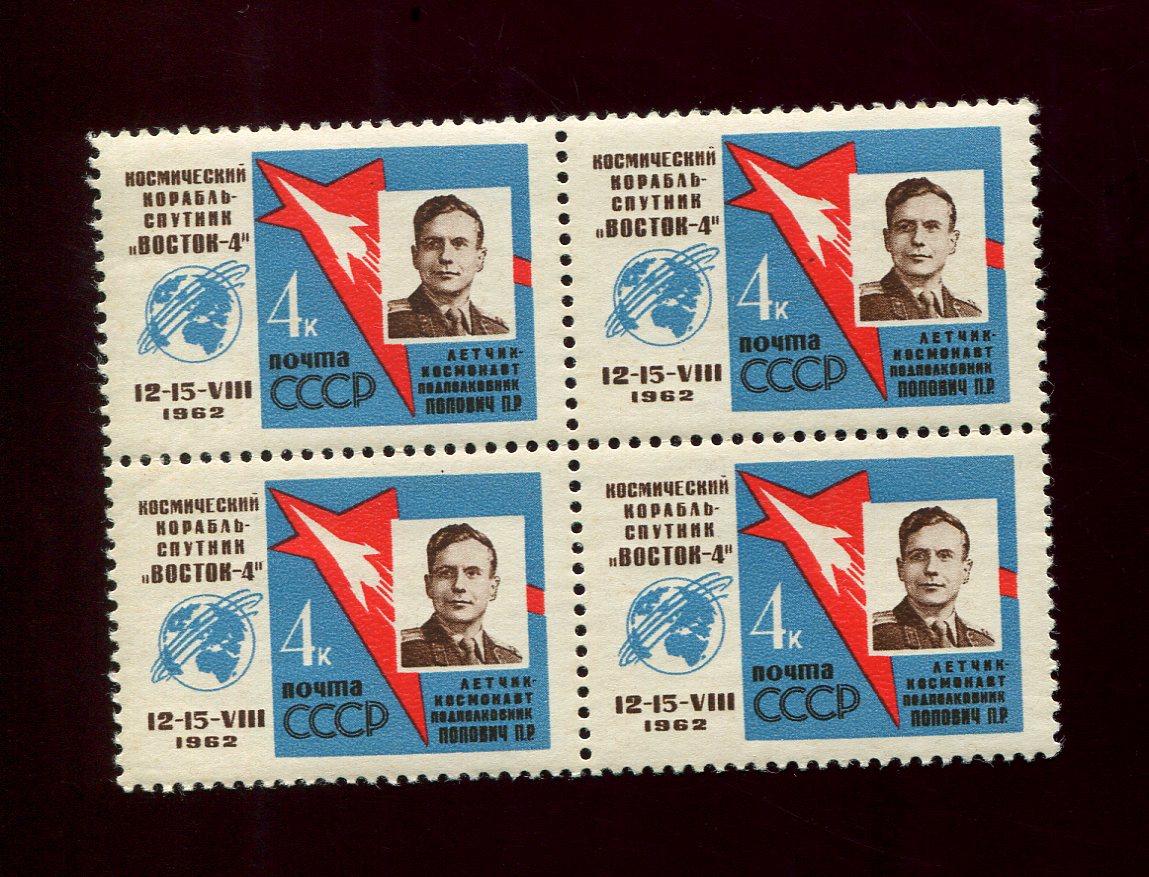 КОСМИЧЕСКИЙ
КОРАБЛЬ-
СПУТНИК
„ВОСТОК-4"
12-15-VIII
1962
4к
почта
СССР
ЛЕТЧИК-
КОСМОНАВТ
ПОДПОЛКОВНИК
ПОПОВИЧ П.Р.
КОСМИЧЕСКИЙ
КОРАБЛЬ-
СПУТНИК
„ВОСТОК-4"
12-15-VIII
1962
4к
почта
СССР
ЛЕТЧИК-
КОСМОНАВТ
ПОДПОЛКОВНИК
ПОПОВИЧ П.Р.
КОСМИЧЕСКИЙ
КОРАБЛЬ-
СПУТНИК
„ВОСТОК-4"
12-15-VIII
1962
4к
почта
СССР
ЛЕТЧИК-
КОСМОНАВТ
ПОДПОЛКОВНИК
ПОПОВИЧ П.Р.
КОСМИЧЕСКИЙ
КОРАБЛЬ-
СПУТНИК
„ВОСТОК-4"
12-15-VIII
1962
4к
почта
СССР
ЛЕТЧИК-
КОСМОНАВТ
ПОДПОЛКОВНИК
ПОПОВИЧ П.Р.